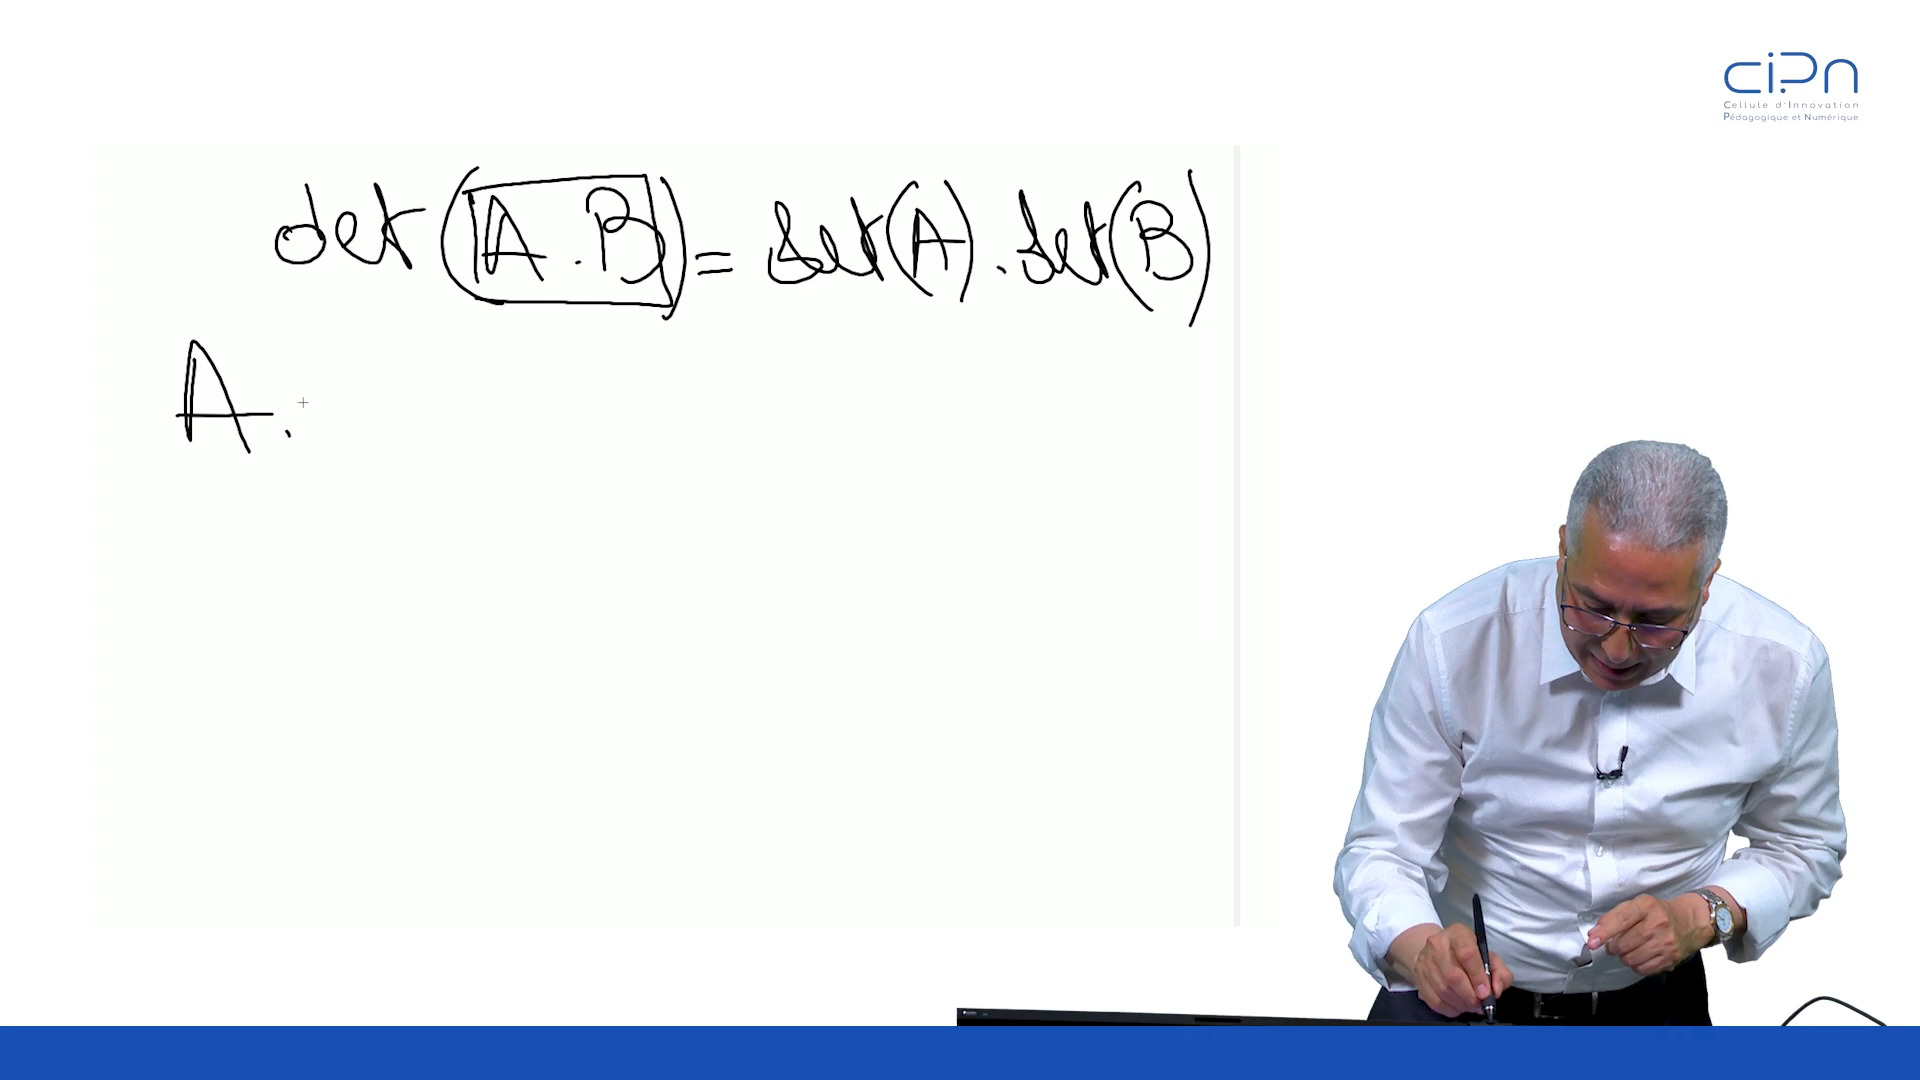 cipn
Cellule d'Innovation
Pédagogique et Numérique
det(A.B) = det(A).det(B)
A.